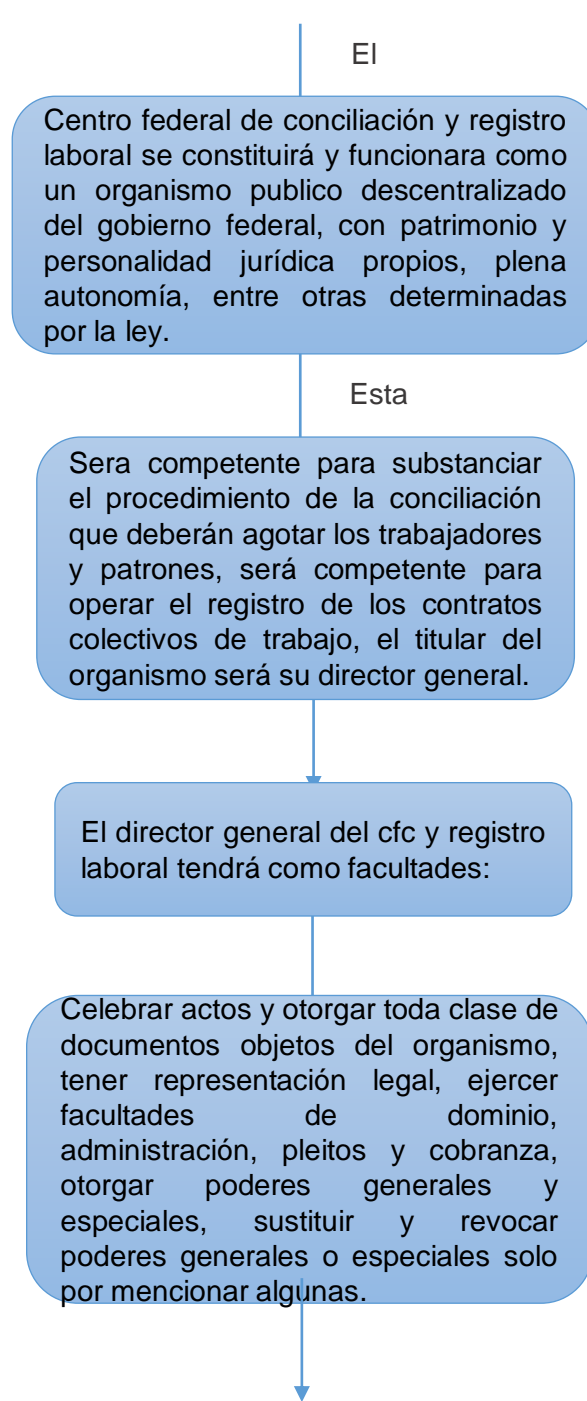 El
Centro federal de conciliación y registro
laboral se constituirá y funcionara como
un organismo publico descentralizado
del gobierno federal, con patrimonio y
personalidad jurídica propios, plena
autonomía, entre otras determinadas
por la ley.
Esta
Sera competente para substanciar
el procedimiento de la conciliación
que deberán agotar los trabajadores
y patrones, será competente para
operar el registro de los contratos
colectivos de trabajo, el titular del
organismo será su director general.
El director general del cfc y registro
laboral tendrá como facultades:
Celebrar actos y otorgar toda clase de
documentos objetos del organismo,
tener representación legal, ejercer
facultades de dominio,
administración, pleitos y cobranza,
otorgar poderes generales y
especiales, sustituir y revocar
poderes generales o especiales solo
por mencionar algunas.